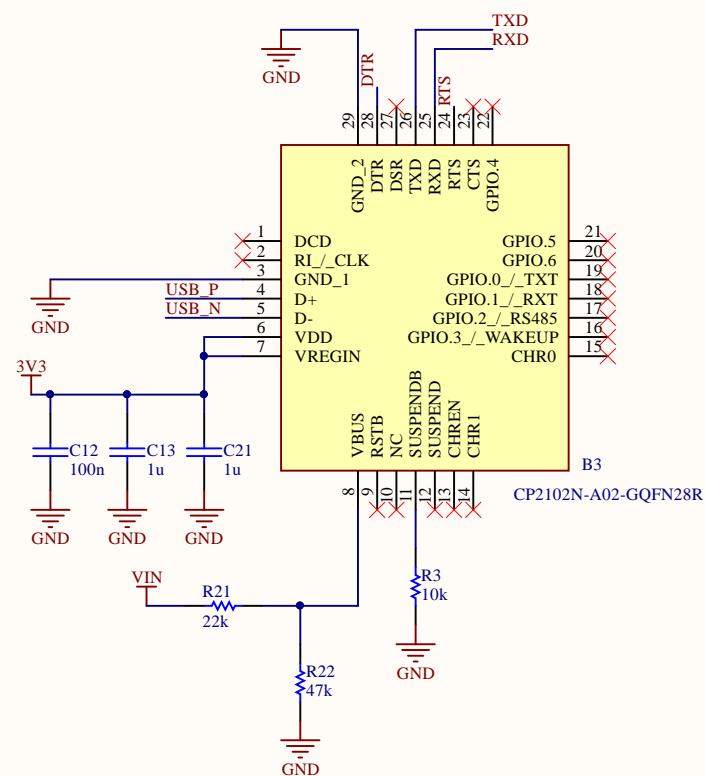 TXD
RXD
GND
DTR
RTS
29
28
27
26
25
24
23
22
GND_2
DTR
DSR
TXD
RXD
RTS
CTS
GPIO.4
1 DCD
2 RI_/_CLK
3 GND_1
USB_P 4 D+
USB_N 5 D-
6 VDD
7 VREGIN
GND
GPIO.5 21
GPIO.6 20
GPIO.0_/_TXT 19
GPIO.1_/_RXT 18
GPIO.2_/_RS485 17
GPIO.3_/_WAKEUP 16
CHR0 15
3V3
C12
100n
C13
1u
C21
1u
GND
GND
GND
VBUS
RSTB
NC
SUSPENDB
SUSPEND
CHREN
CHR1
8
9
10
11
12
13
14
B3
CP2102N-A02-GQFN28R
VIN
R21
22k
R3
10k
GND
R22
47k
GND